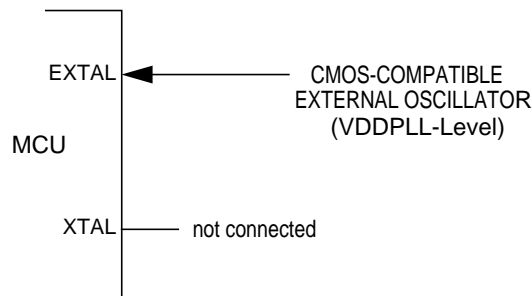 EXTAL
CMOS-COMPATIBLE
EXTERNAL OSCILLATOR
(VDDPLL-Level)
MCU
XTAL
not connected